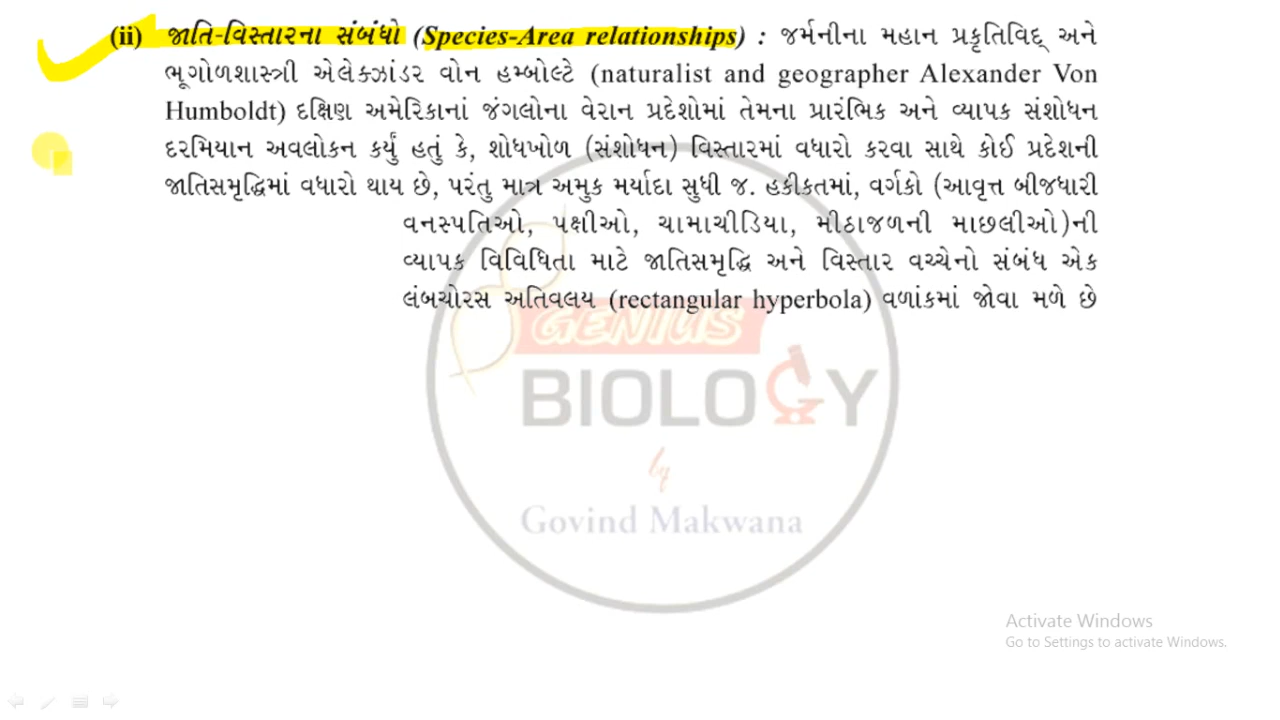 (ii) જાતિ-વિસ્તારના સંબંધો (Species-Area relationships) : જર્મનીના મહાન પ્રકૃતિવિદ્ અને
ભૂગોળશાસ્ત્રી એલેક્ઝાંડર વોન હમ્બોલ્ટે (naturalist and geographer Alexander Von
Humboldt) દક્ષિણ અમેરિકાનાં જંગલોના વેરાન પ્રદેશોમાં તેમના પ્રારંભિક અને વ્યાપક સંશોધન
દરમિયાન અવલોકન કર્યું હતું કે, શોધખોળ (સંશોધન) વિસ્તારમાં વધારો કરવા સાથે કોઈ પ્રદેશની
જાતિસમૃદ્ધિમાં વધારો થાય છે, પરંતુ માત્ર અમુક મર્યાદા સુધી જ. હકીકતમાં, વર્ગકો (આવૃત્ત બીજધારી
વનસ્પતિઓ, પક્ષીઓ, ચામાચીડિયા, મીઠાજળની માછલીઓ)ની
વ્યાપક વિવિધિતા માટે જાતિસમૃદ્ધિ અને વિસ્તાર વચ્ચેનો સંબંધ એક
લંબચોરસ અતિવલય (rectangular hyperbola) વળાંકમાં જોવા મળે છે
GENIUS
BIOLOGY
by
Govind Makwana
Activate Windows
Go to Settings to activate Windows.